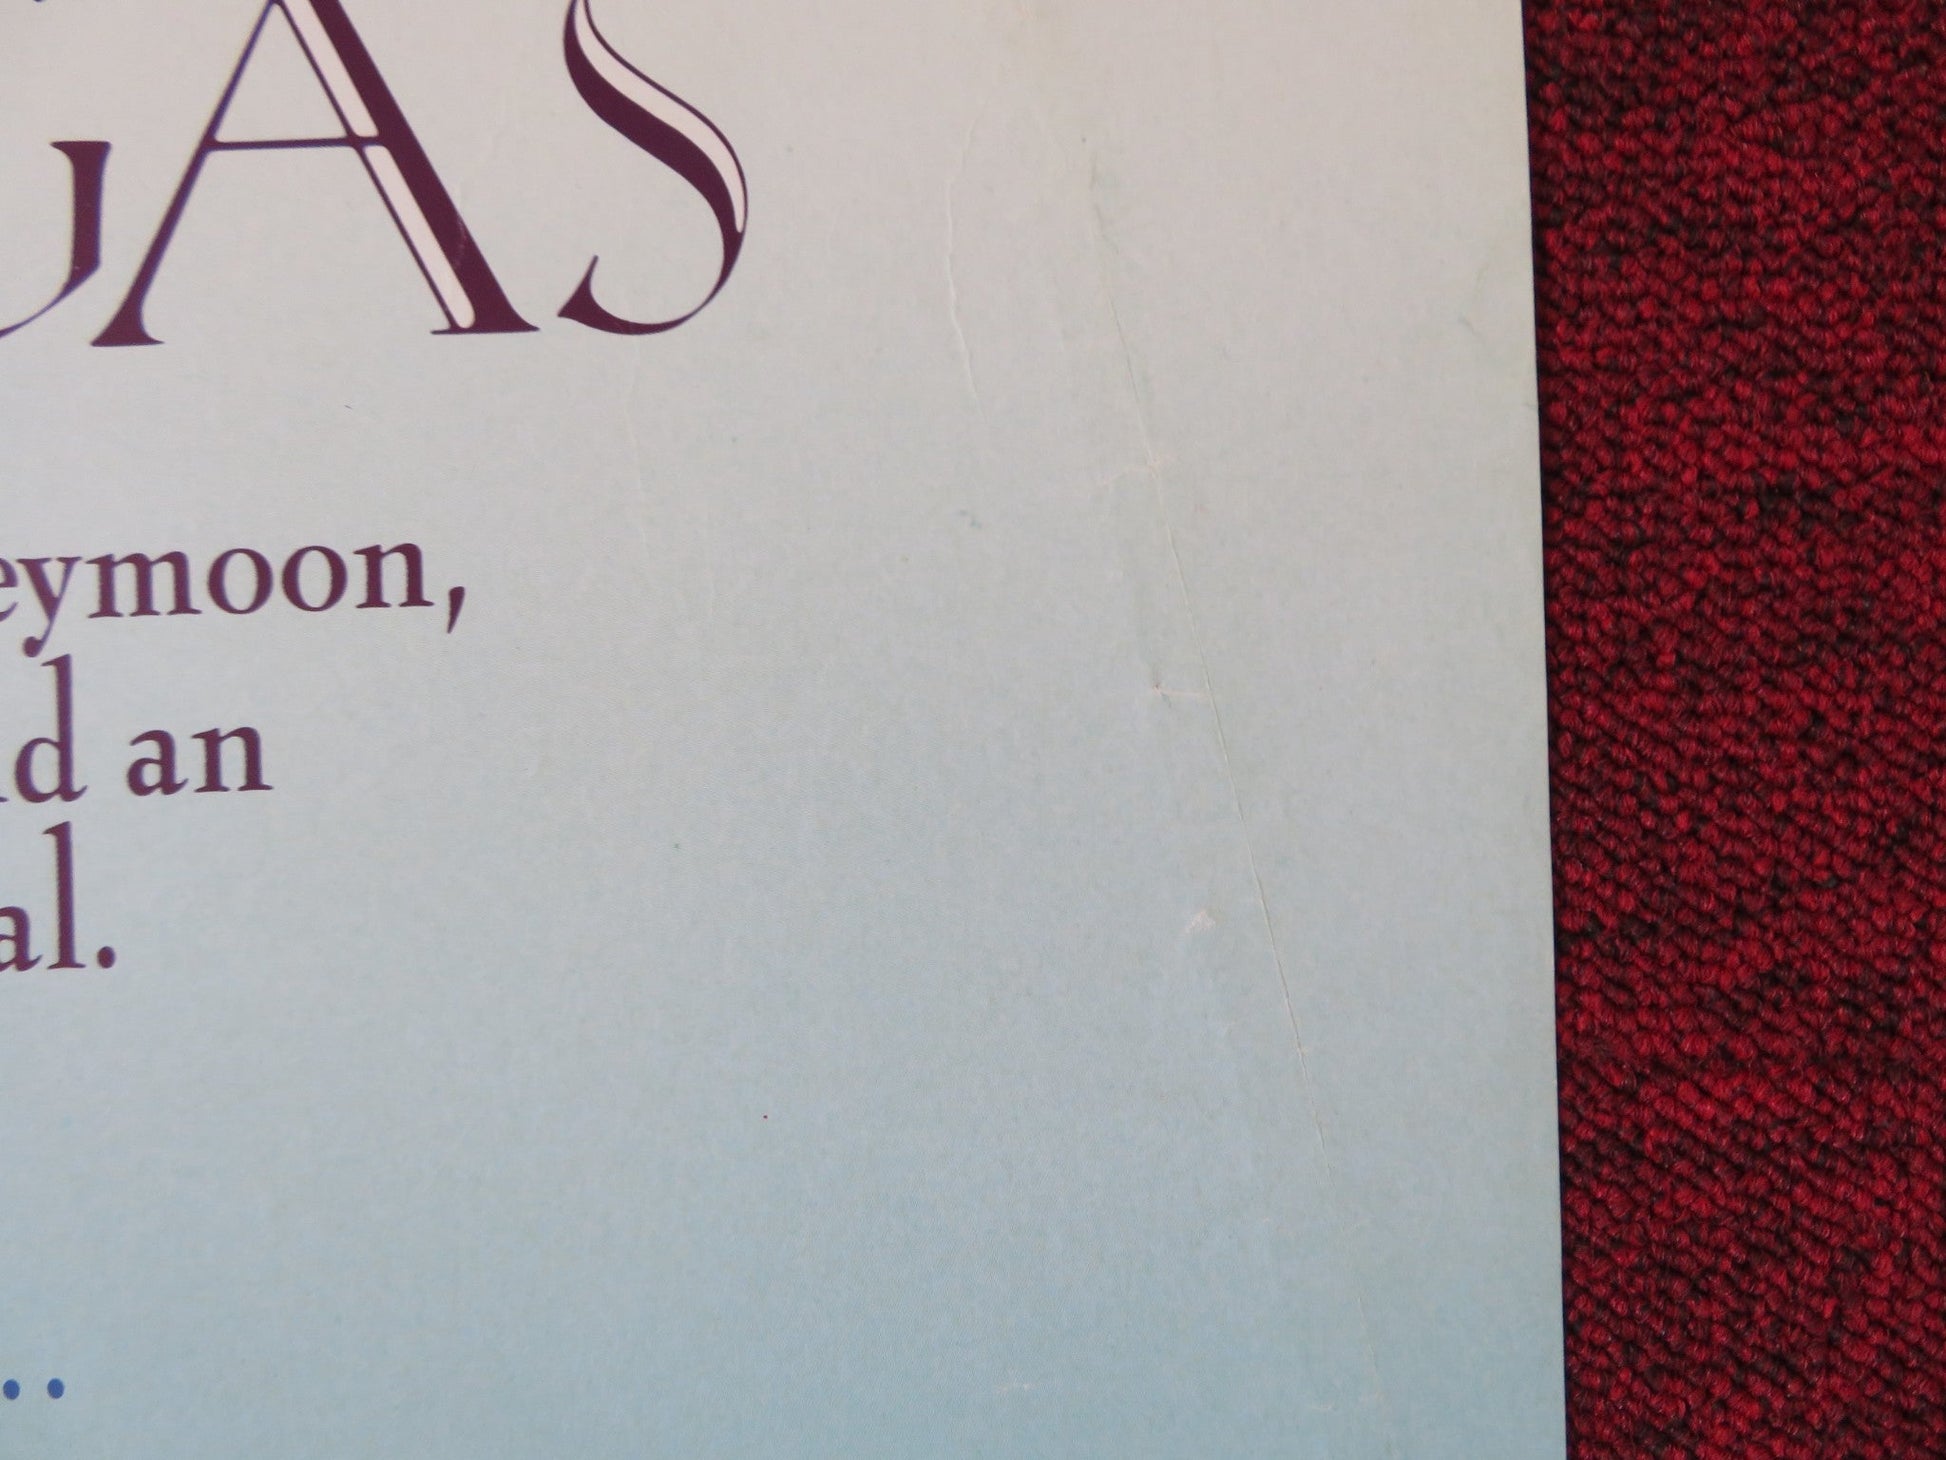 GAS
eymoon,
d an
al.
..